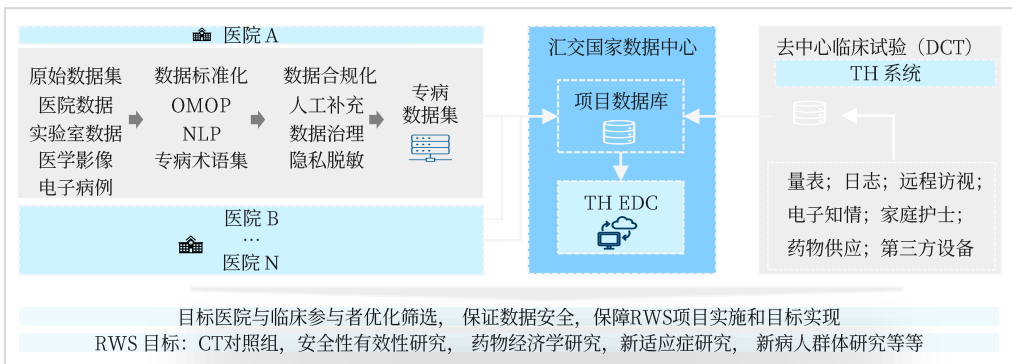 医院 A
原始数据集
医院数据
实验室数据
医学影像
电子病例
数据标准化
OMOP
NLP
专病术语集
数据合规化
人工补充
数据治理
隐私脱敏
专病
数据集
医院 B
…
医院 N
汇交国家数据中心
项目数据库
TH EDC
去中心临床试验（DCT）
TH 系统
量表；日志；远程访视；
电子知情；家庭护士；
药物供应；第三方设备
目标医院与临床参与者优化筛选， 保证数据安全，保障RWS项目实施和目标实现
RWS 目标：CT对照组，安全性有效性研究， 药物经济学研究，新适应症研究， 新病人群体研究等等